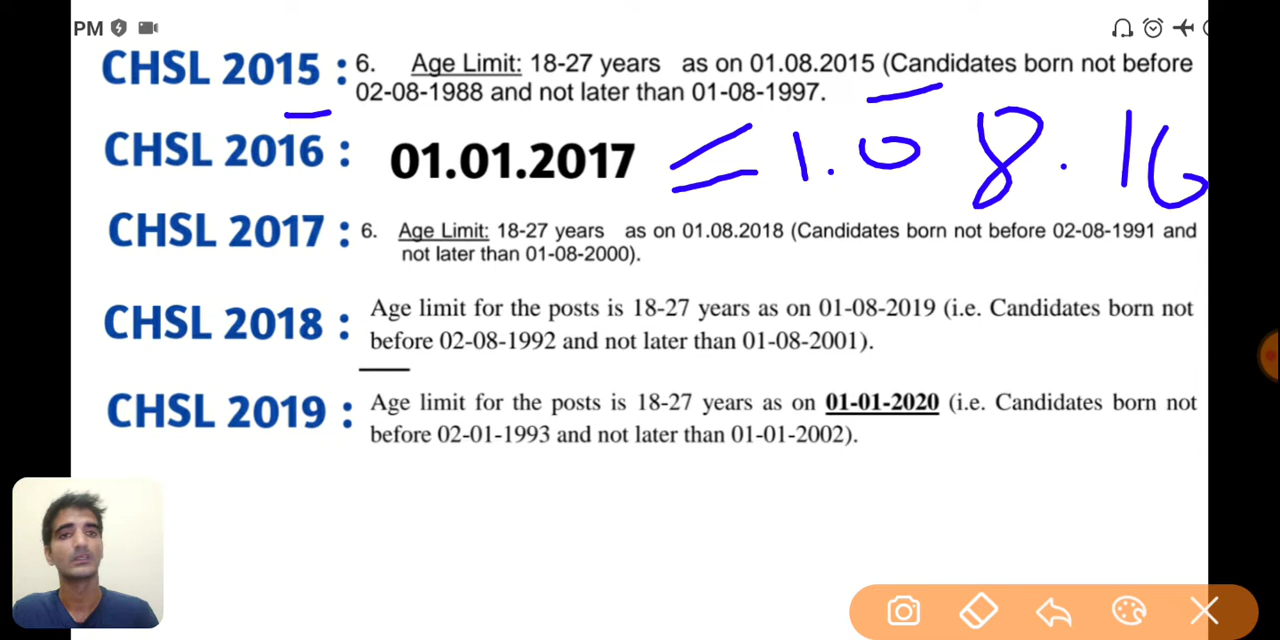 PM
CHSL 2015 : 6. Age Limit: 18-27 years as on 01.08.2015 (Candidates born not before
02-08-1988 and not later than 01-08-1997.
CHSL 2016 : 01.01.2017 = 1.08.16
CHSL 2017 : 6. Age Limit: 18-27 years as on 01.08.2018 (Candidates born not before 02-08-1991 and
not later than 01-08-2000).
CHSL 2018 : Age limit for the posts is 18-27 years as on 01-08-2019 (i.e. Candidates born not
before 02-08-1992 and not later than 01-08-2001).
CHSL 2019 : Age limit for the posts is 18-27 years as on 01-01-2020 (i.e. Candidates born not
before 02-01-1993 and not later than 01-01-2002).